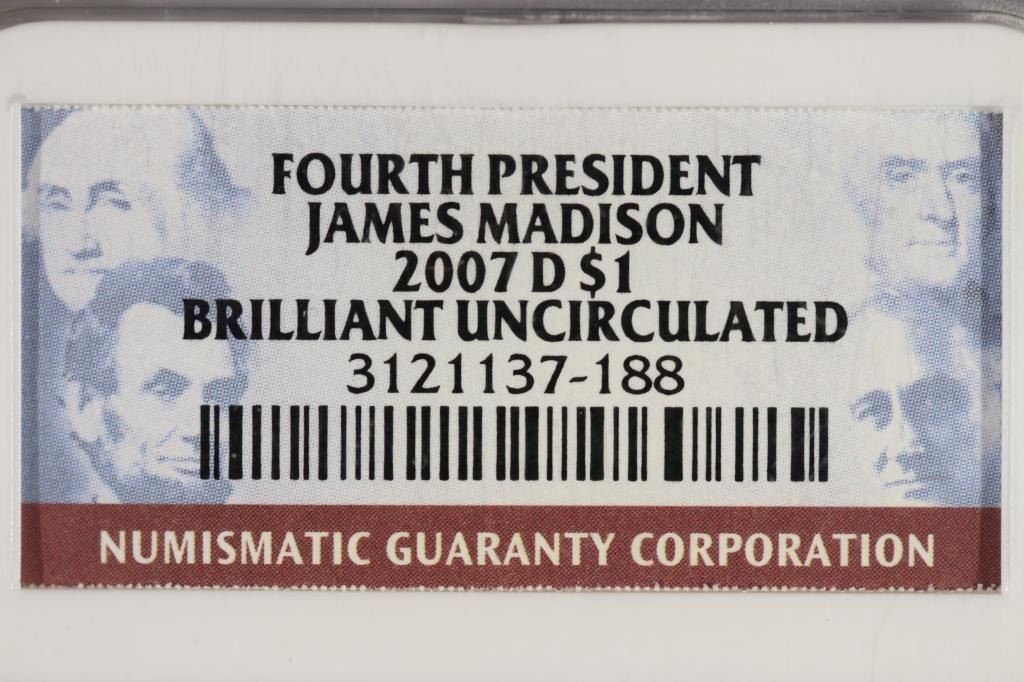 FOURTH PRESIDENT
JAMES MADISON
2007 D $1
BRILLIANT UNCIRCULATED
3121137-188
NUMISMATIC GUARANTY CORPORATION